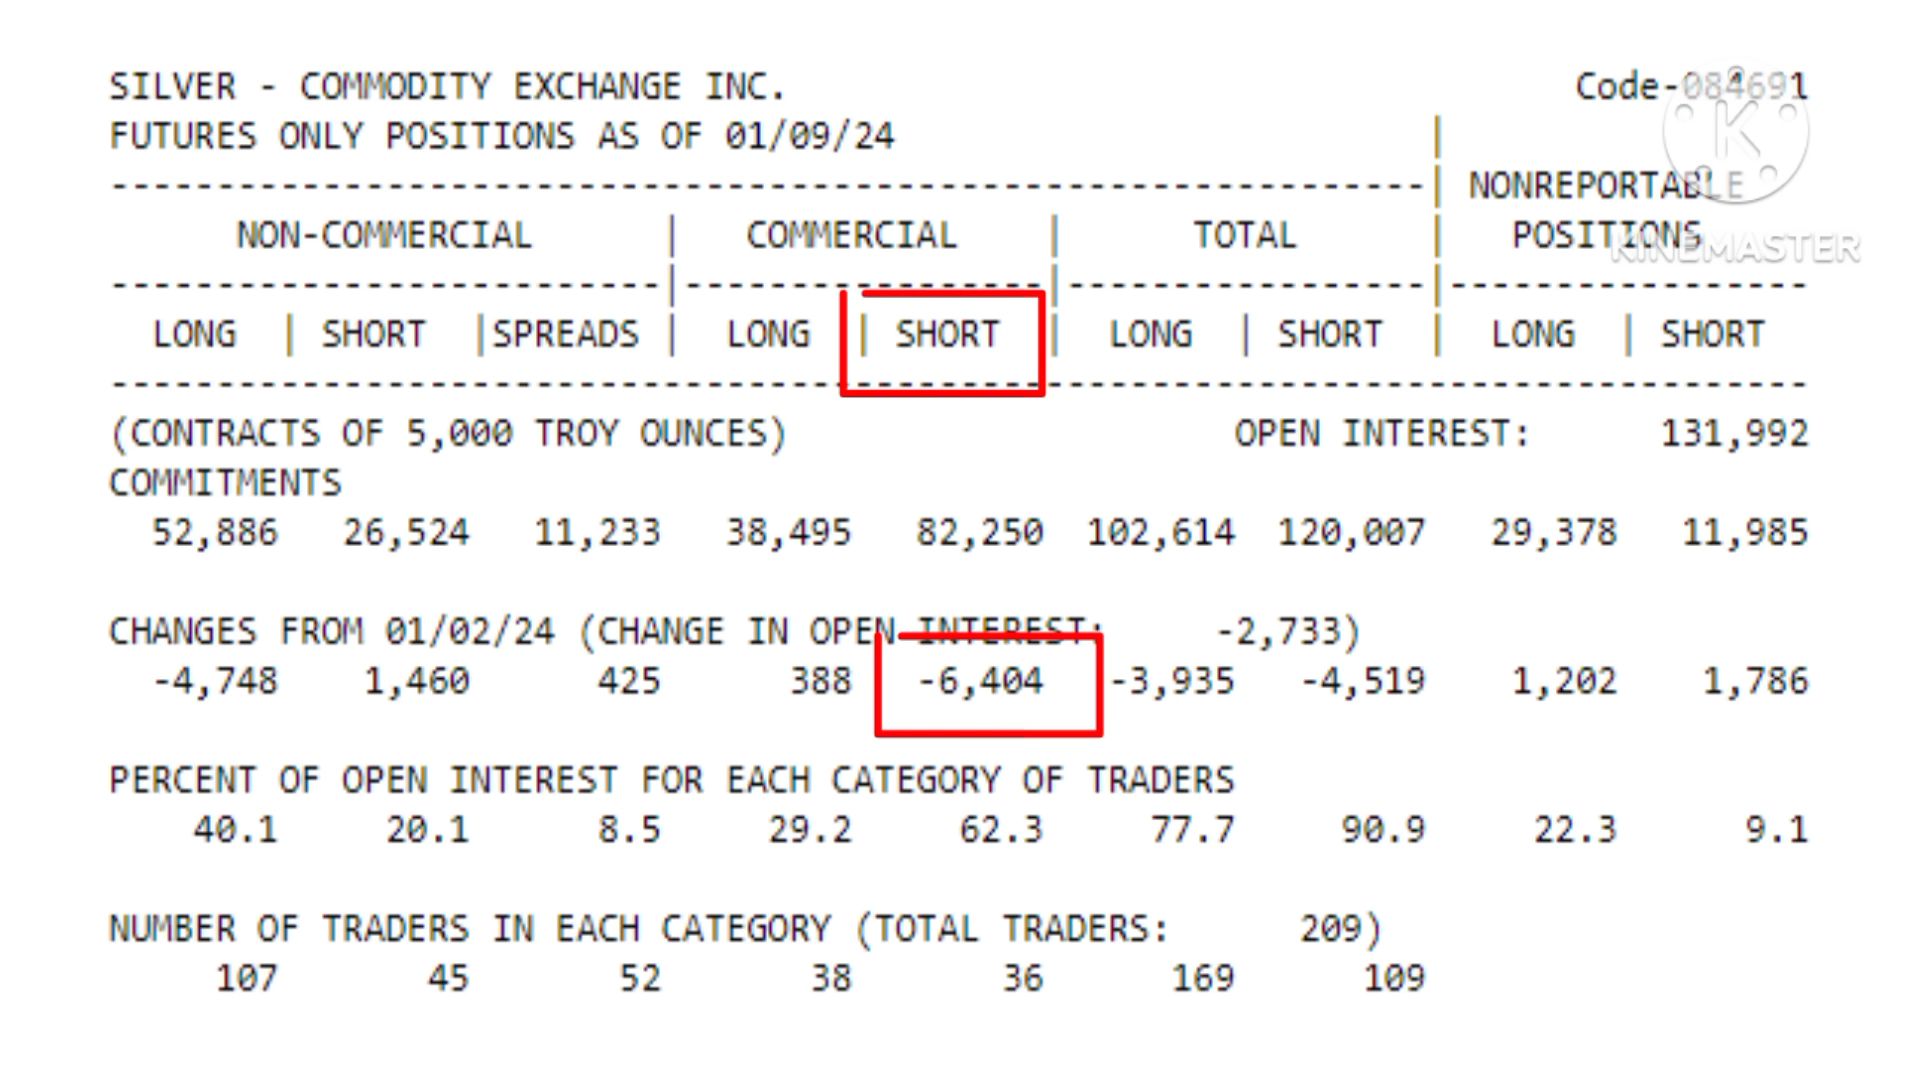 SILVER - COMMODITY EXCHANGE INC. Code-084691
FUTURES ONLY POSITIONS AS OF 01/09/24 |
--------------------------------------------------------------| NONREPORTABLE
NON-COMMERCIAL | COMMERCIAL | TOTAL | POSITIONS
--------------------------|-----------------|-----------------|-----------------
LONG | SHORT |SPREADS | LONG | SHORT | LONG | SHORT | LONG | SHORT
--------------------------------------------------------------------------------
(CONTRACTS OF 5,000 TROY OUNCES) OPEN INTEREST: 131,992
COMMITMENTS
52,886 26,524 11,233 38,495 82,250 102,614 120,007 29,378 11,985
CHANGES FROM 01/02/24 (CHANGE IN OPEN INTEREST: -2,733)
-4,748 1,460 425 388 -6,404 -3,935 -4,519 1,202 1,786
PERCENT OF OPEN INTEREST FOR EACH CATEGORY OF TRADERS
40.1 20.1 8.5 29.2 62.3 77.7 90.9 22.3 9.1
NUMBER OF TRADERS IN EACH CATEGORY (TOTAL TRADERS: 209)
107 45 52 38 36 169 109
K
KINEMASTER